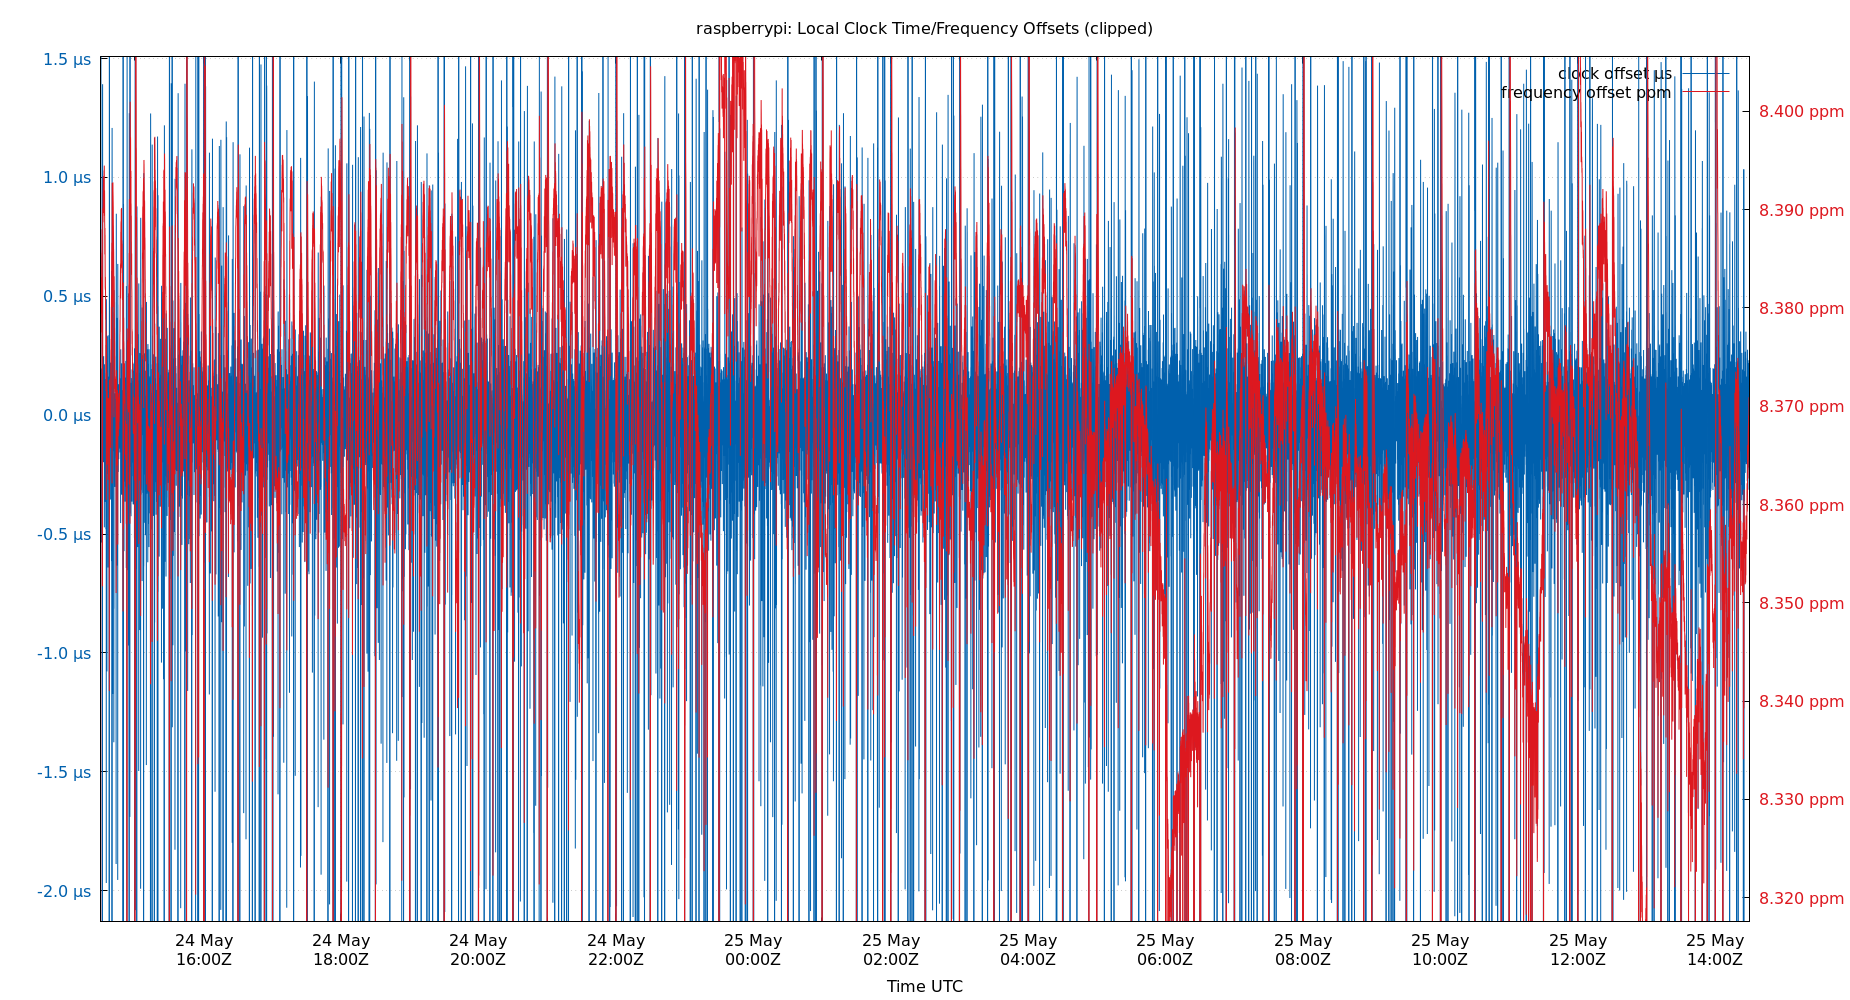 raspberrypi: Local Clock Time/Frequency Offsets (clipped)
clock offset µs
frequency offset ppm
1.5 µs
1.0 µs
0.5 µs
0.0 µs
-0.5 µs
-1.0 µs
-1.5 µs
-2.0 µs
8.400 ppm
8.390 ppm
8.380 ppm
8.370 ppm
8.360 ppm
8.350 ppm
8.340 ppm
8.330 ppm
8.320 ppm
24 May 24 May 24 May 24 May 25 May 25 May 25 May 25 May 25 May 25 May 25 May 25 May
16:00Z 18:00Z 20:00Z 22:00Z 00:00Z 02:00Z 04:00Z 06:00Z 08:00Z 10:00Z 12:00Z 14:00Z
Time UTC